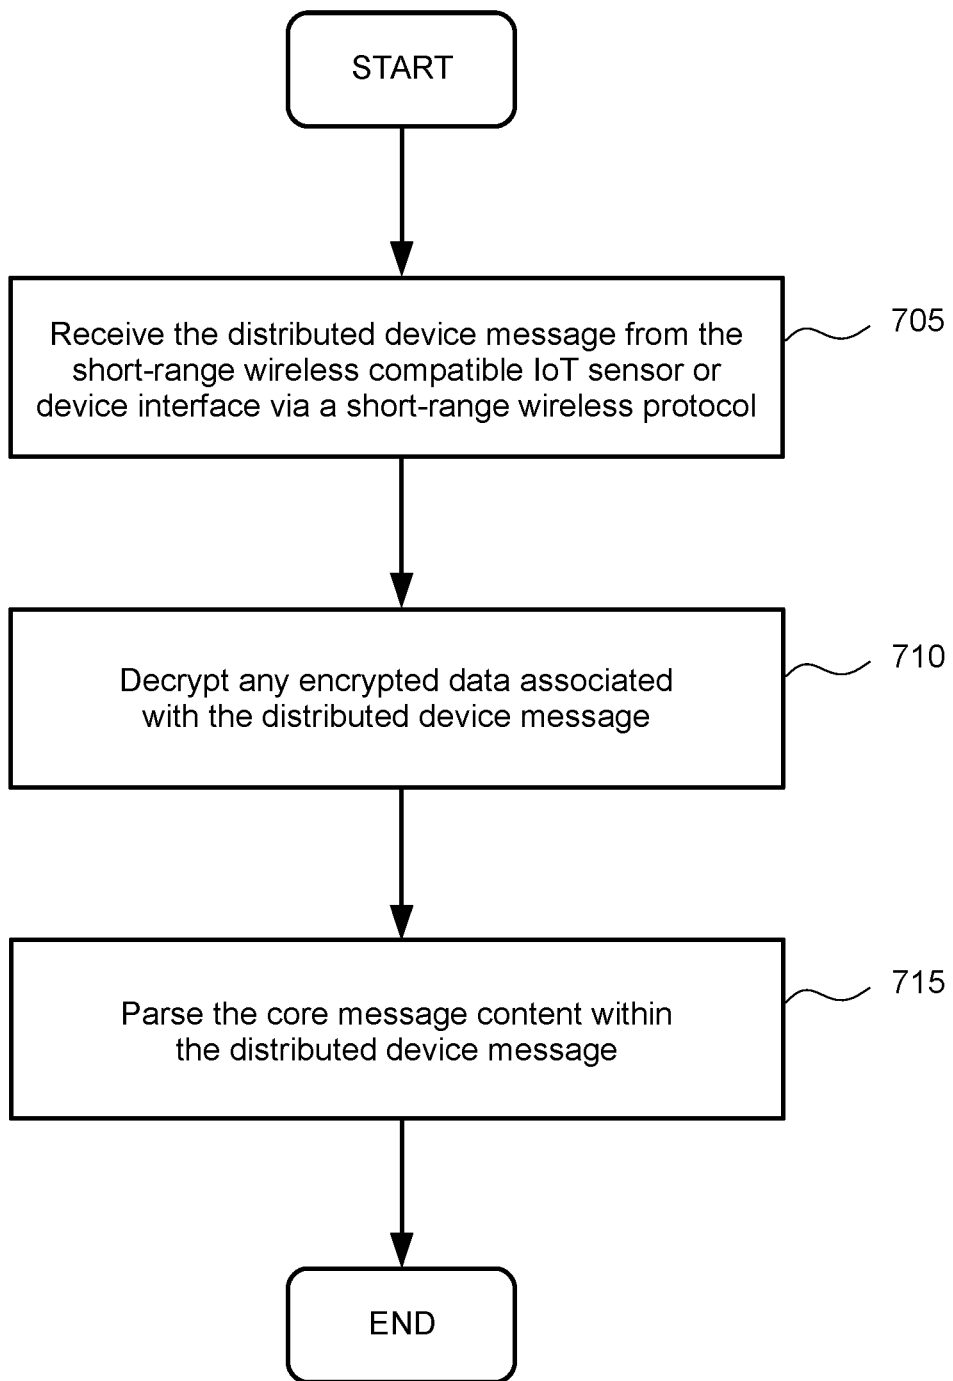 START
Receive the distributed device message from the
short-range wireless compatible IoT sensor or
device interface via a short-range wireless protocol
705
Decrypt any encrypted data associated
with the distributed device message
710
Parse the core message content within
the distributed device message
715
END